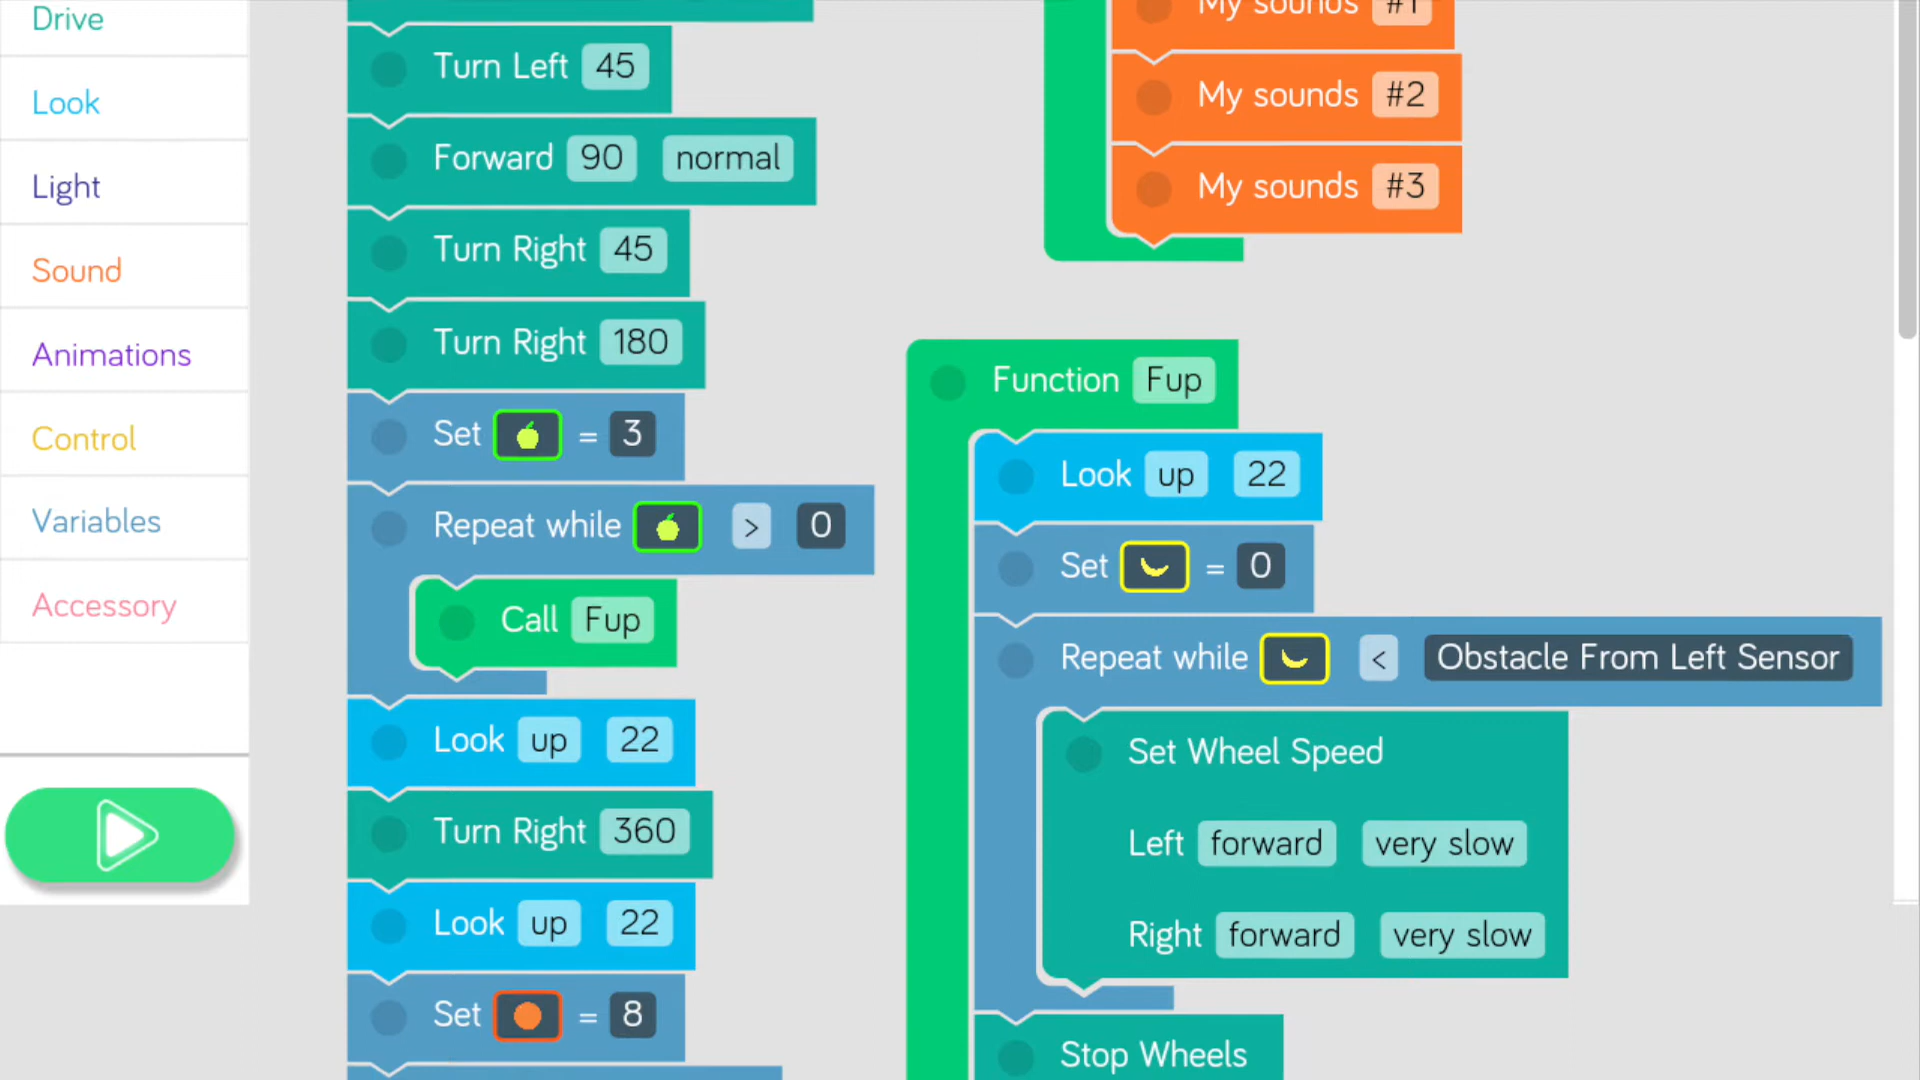 Drive
Look
Light
Sound
Animations
Control
Variables
Accessory
Turn Left 45
Forward 90 normal
Turn Right 45
Turn Right 180
Set = 3
Repeat while > 0
Call Fup
Look up 22
Turn Right 360
Look up 22
Set = 8
My sounds #1
My sounds #2
My sounds #3
Function Fup
Look up 22
Set = 0
Repeat while < Obstacle From Left Sensor
Set Wheel Speed
Left forward very slow
Right forward very slow
Stop Wheels